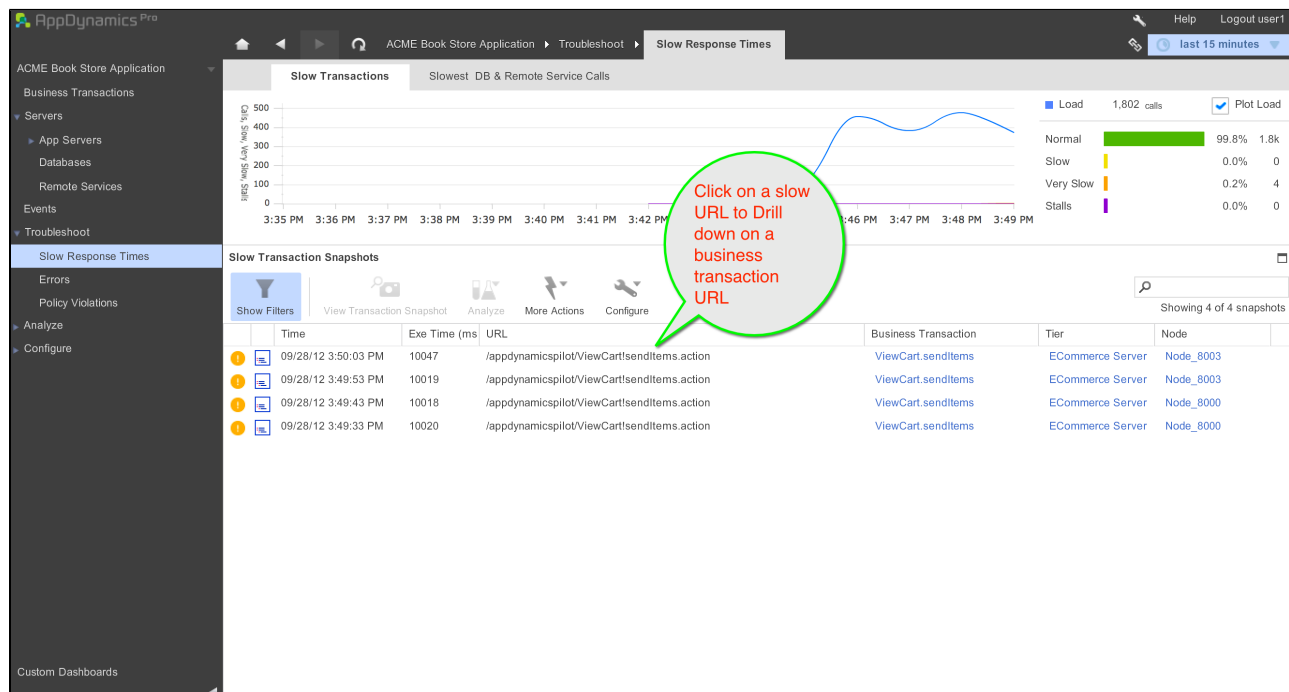 AppDynamics Pro
Help Logout user1
ACME Book Store Application Troubleshoot Slow Response Times
last 15 minutes
ACME Book Store Application
Business Transactions
Servers
App Servers
Databases
Remote Services
Events
Troubleshoot
Slow Response Times
Errors
Policy Violations
Analyze
Configure
Custom Dashboards
Slow Transactions Slowest DB & Remote Service Calls
Calls, Slow, Very Slow, Stalls
500
400
300
200
100
0
3:35 PM 3:36 PM 3:37 PM 3:38 PM 3:39 PM 3:40 PM 3:41 PM 3:42 PM :46 PM 3:47 PM 3:48 PM 3:49 PM
Load 1,802 calls Plot Load
Normal 99.8% 1.8k
Slow 0.0% 0
Very Slow 0.2% 4
Stalls 0.0% 0
Click on a slow
URL to Drill
down on a
business
transaction
URL
Slow Transaction Snapshots
Show Filters View Transaction Snapshot Analyze More Actions Configure
Showing 4 of 4 snapshots
Time Exe Time (ms URL Business Transaction Tier Node
09/28/12 3:50:03 PM 10047 /appdynamicspilot/ViewCart!sendItems.action ViewCart.sendItems ECommerce Server Node_8003
09/28/12 3:49:53 PM 10019 /appdynamicspilot/ViewCart!sendItems.action ViewCart.sendItems ECommerce Server Node_8003
09/28/12 3:49:43 PM 10018 /appdynamicspilot/ViewCart!sendItems.action ViewCart.sendItems ECommerce Server Node_8000
09/28/12 3:49:33 PM 10020 /appdynamicspilot/ViewCart!sendItems.action ViewCart.sendItems ECommerce Server Node_8000